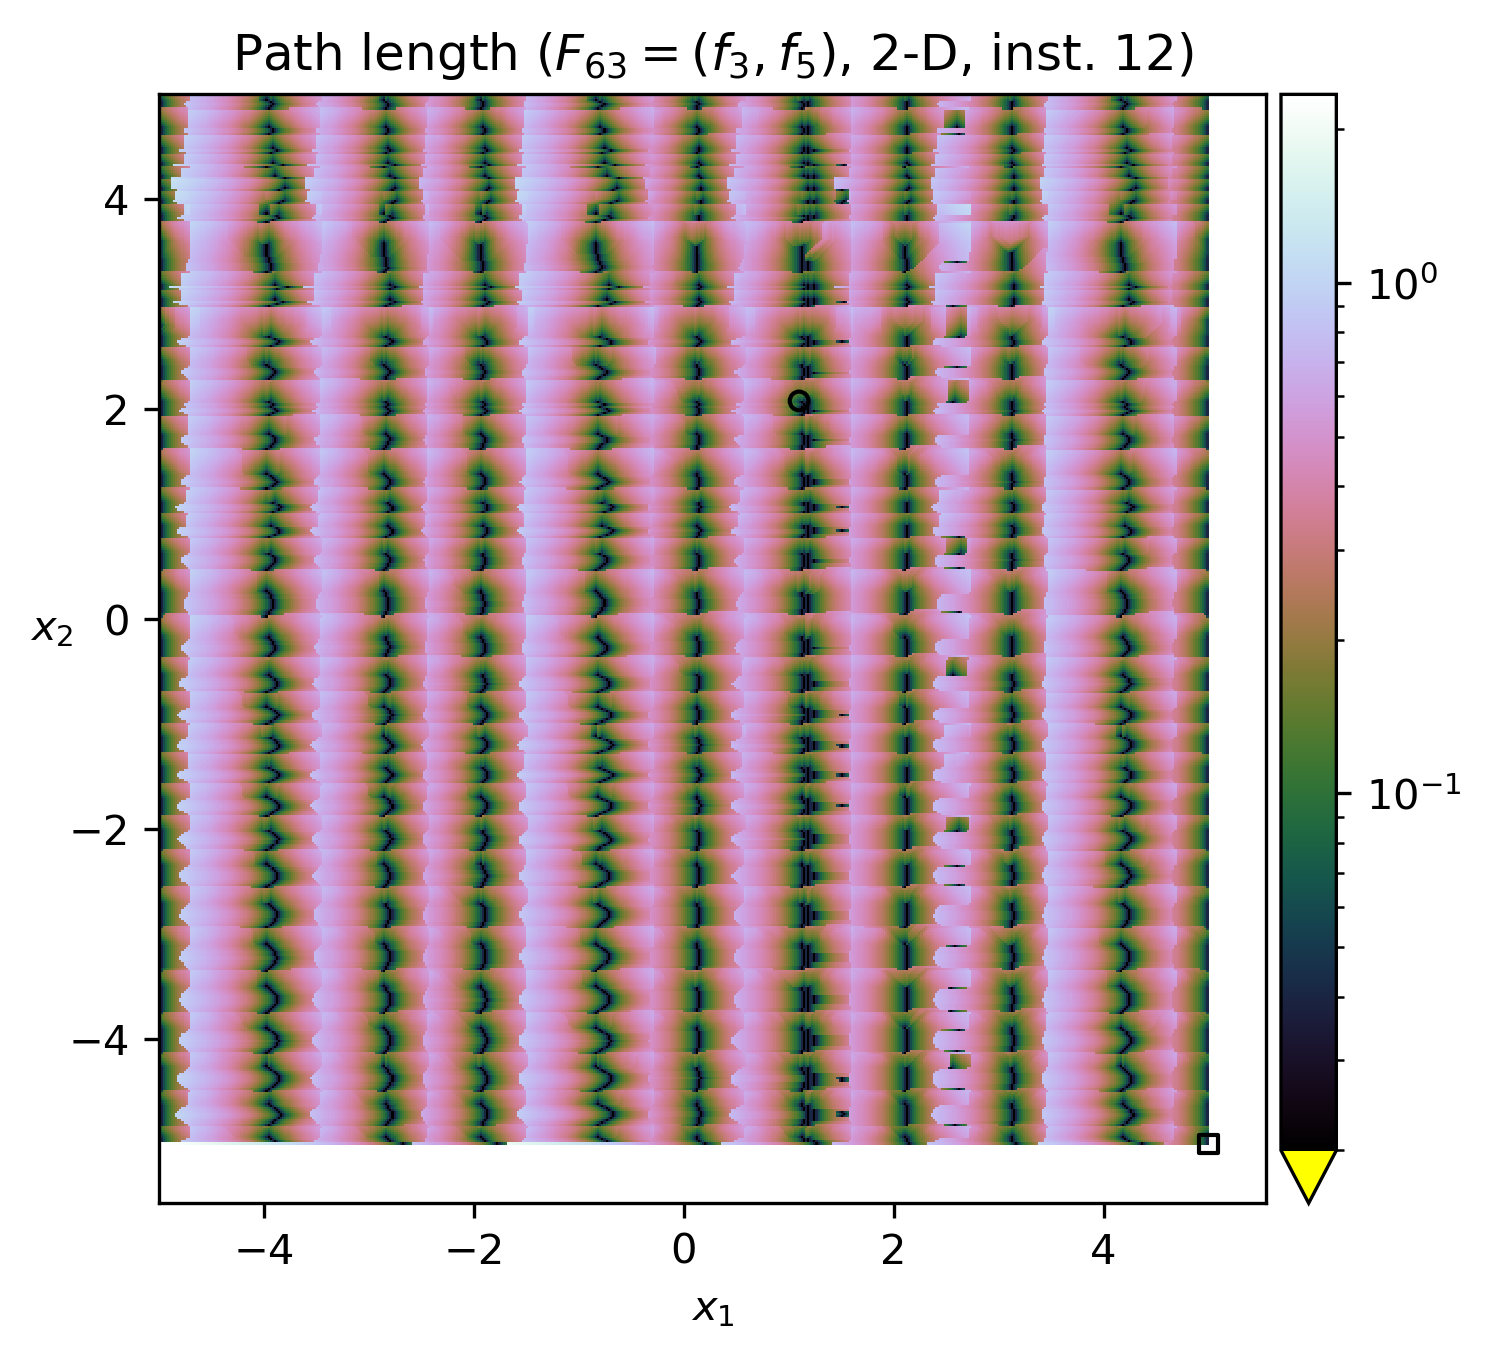 Path length (F₆₃ = (f₃, f₅), 2-D, inst. 12)
4
2
0
−2
−4
x₂
−4 −2 0 2 4
x₁
10⁰
10⁻¹